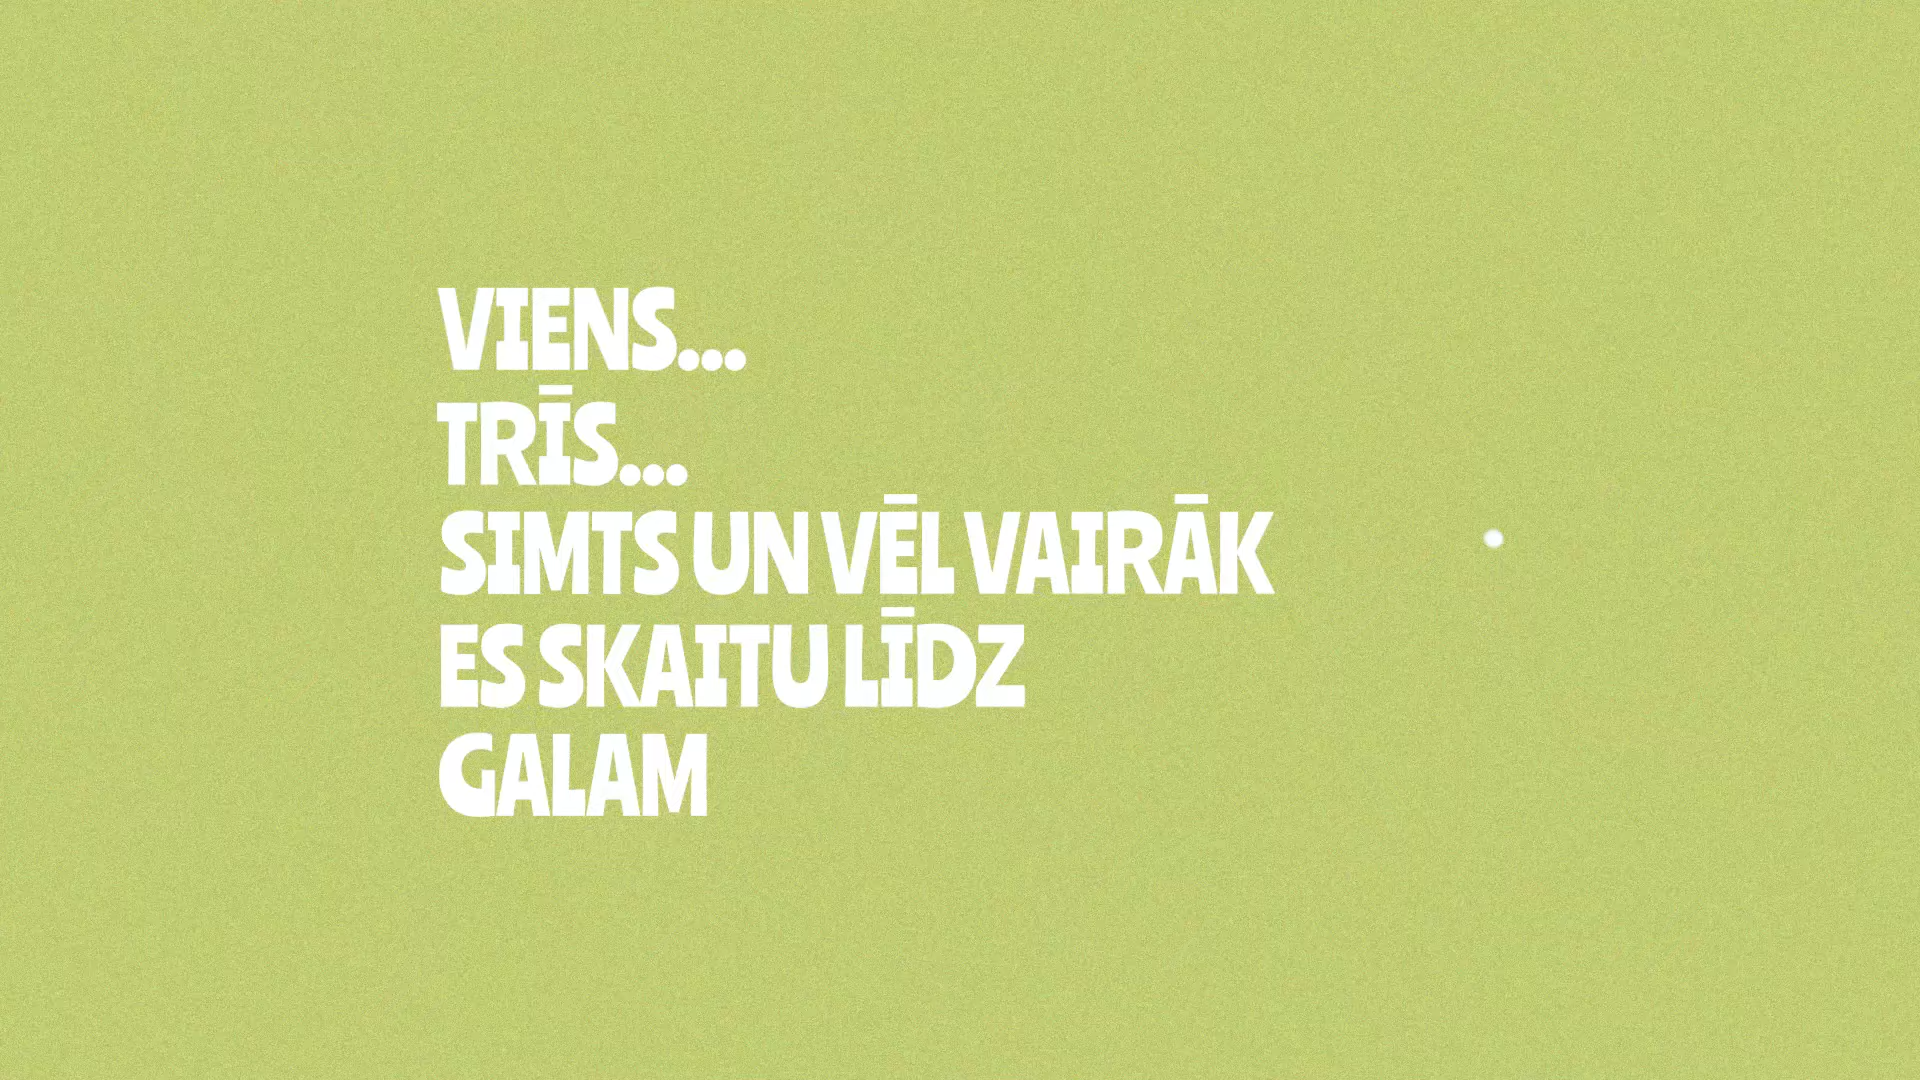 VIENS...
TRĪS...
SIMTS UN VĒL VAIRĀK
ES SKAITU LĪDZ
GALAM